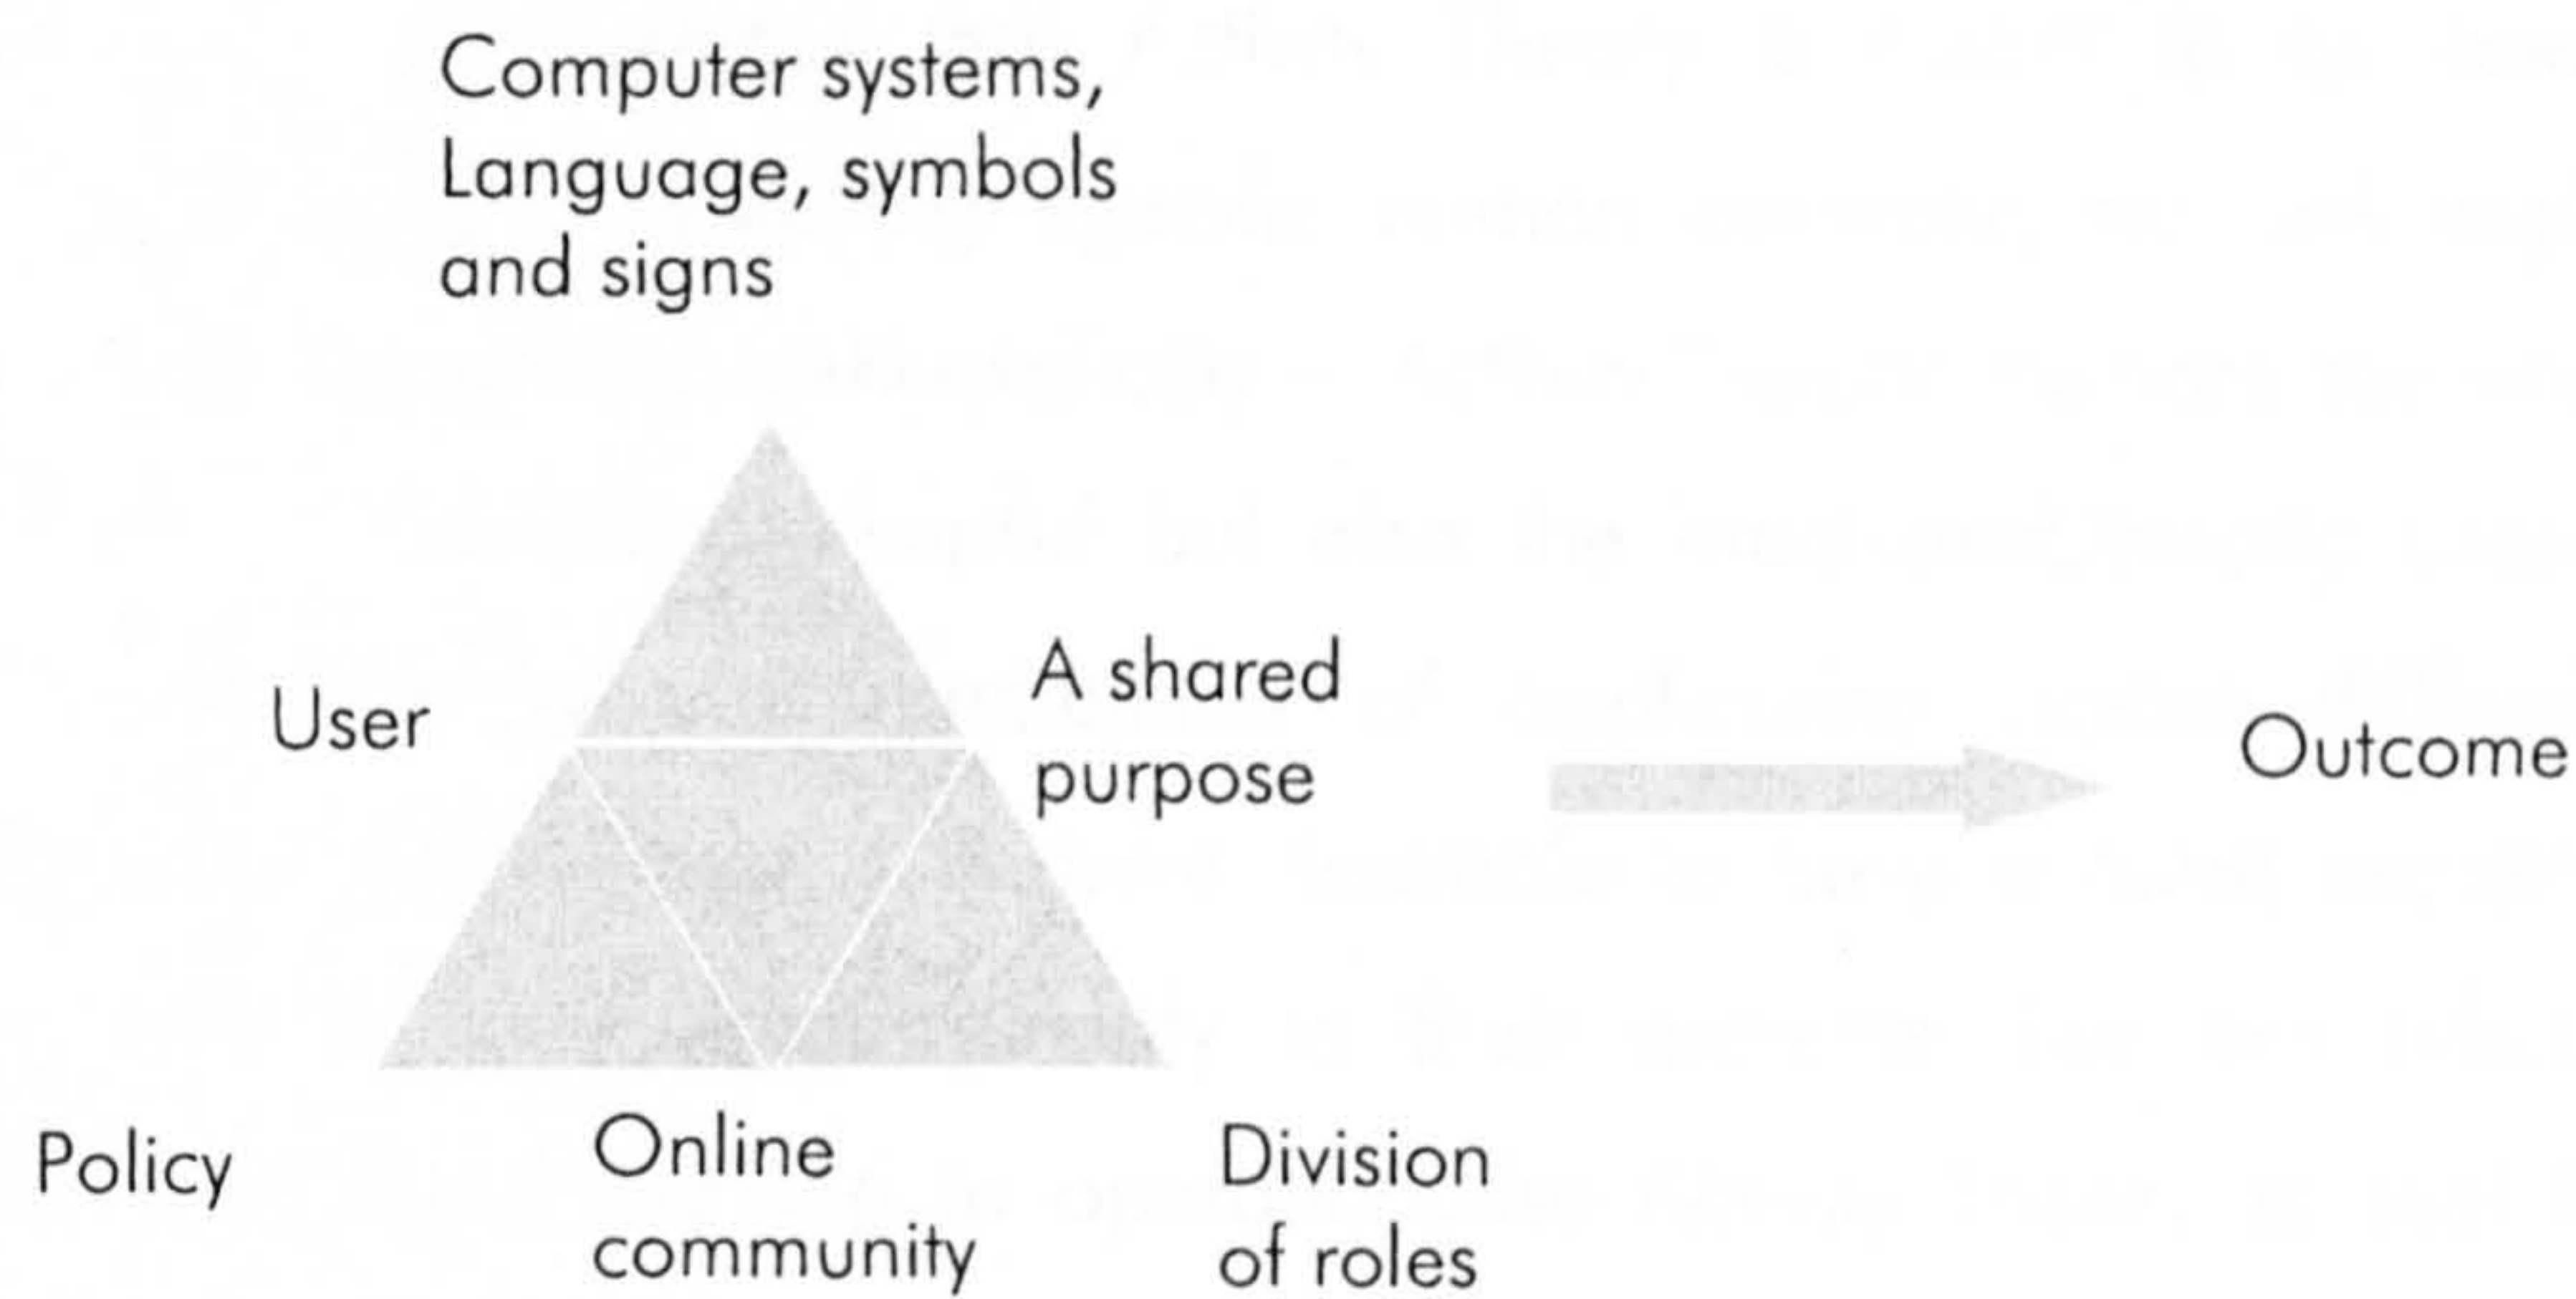 Computer systems,
Language, symbols
and signs
User
A shared
purpose
Outcome
Policy
Online
community
Division
of roles